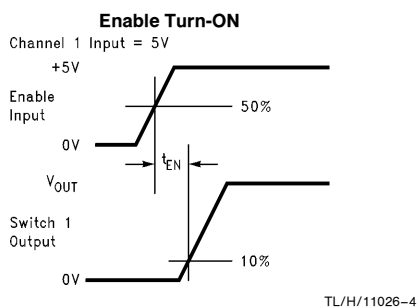 Enable Turn-ON
Channel 1 Input = 5V
+5V
Enable
Input
50%
0V
tEN
VOUT
Switch 1
Output
10%
0V
TL/H/11026–4